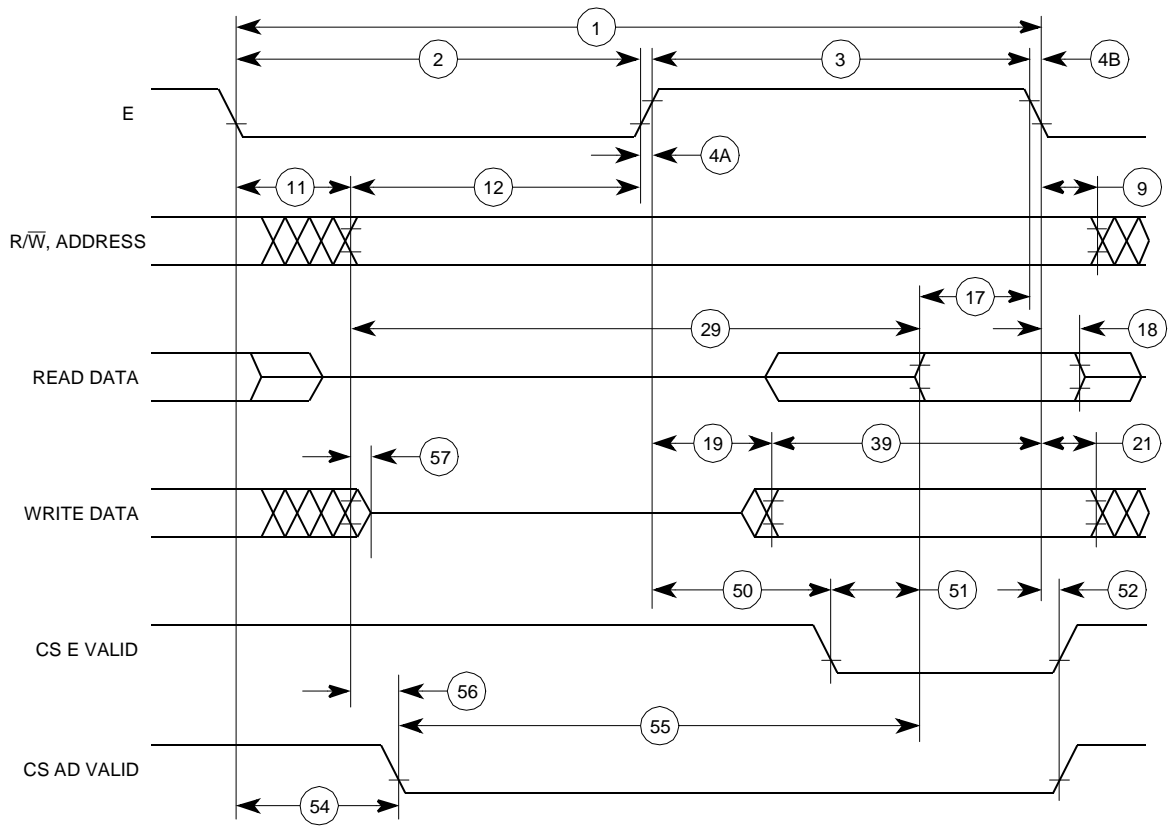 1
2
3
4B
E
4A
11
12
9
R/W̅, ADDRESS
17
29
18
READ DATA
19
39
21
57
WRITE DATA
50
51
52
CS E VALID
56
55
CS AD VALID
54